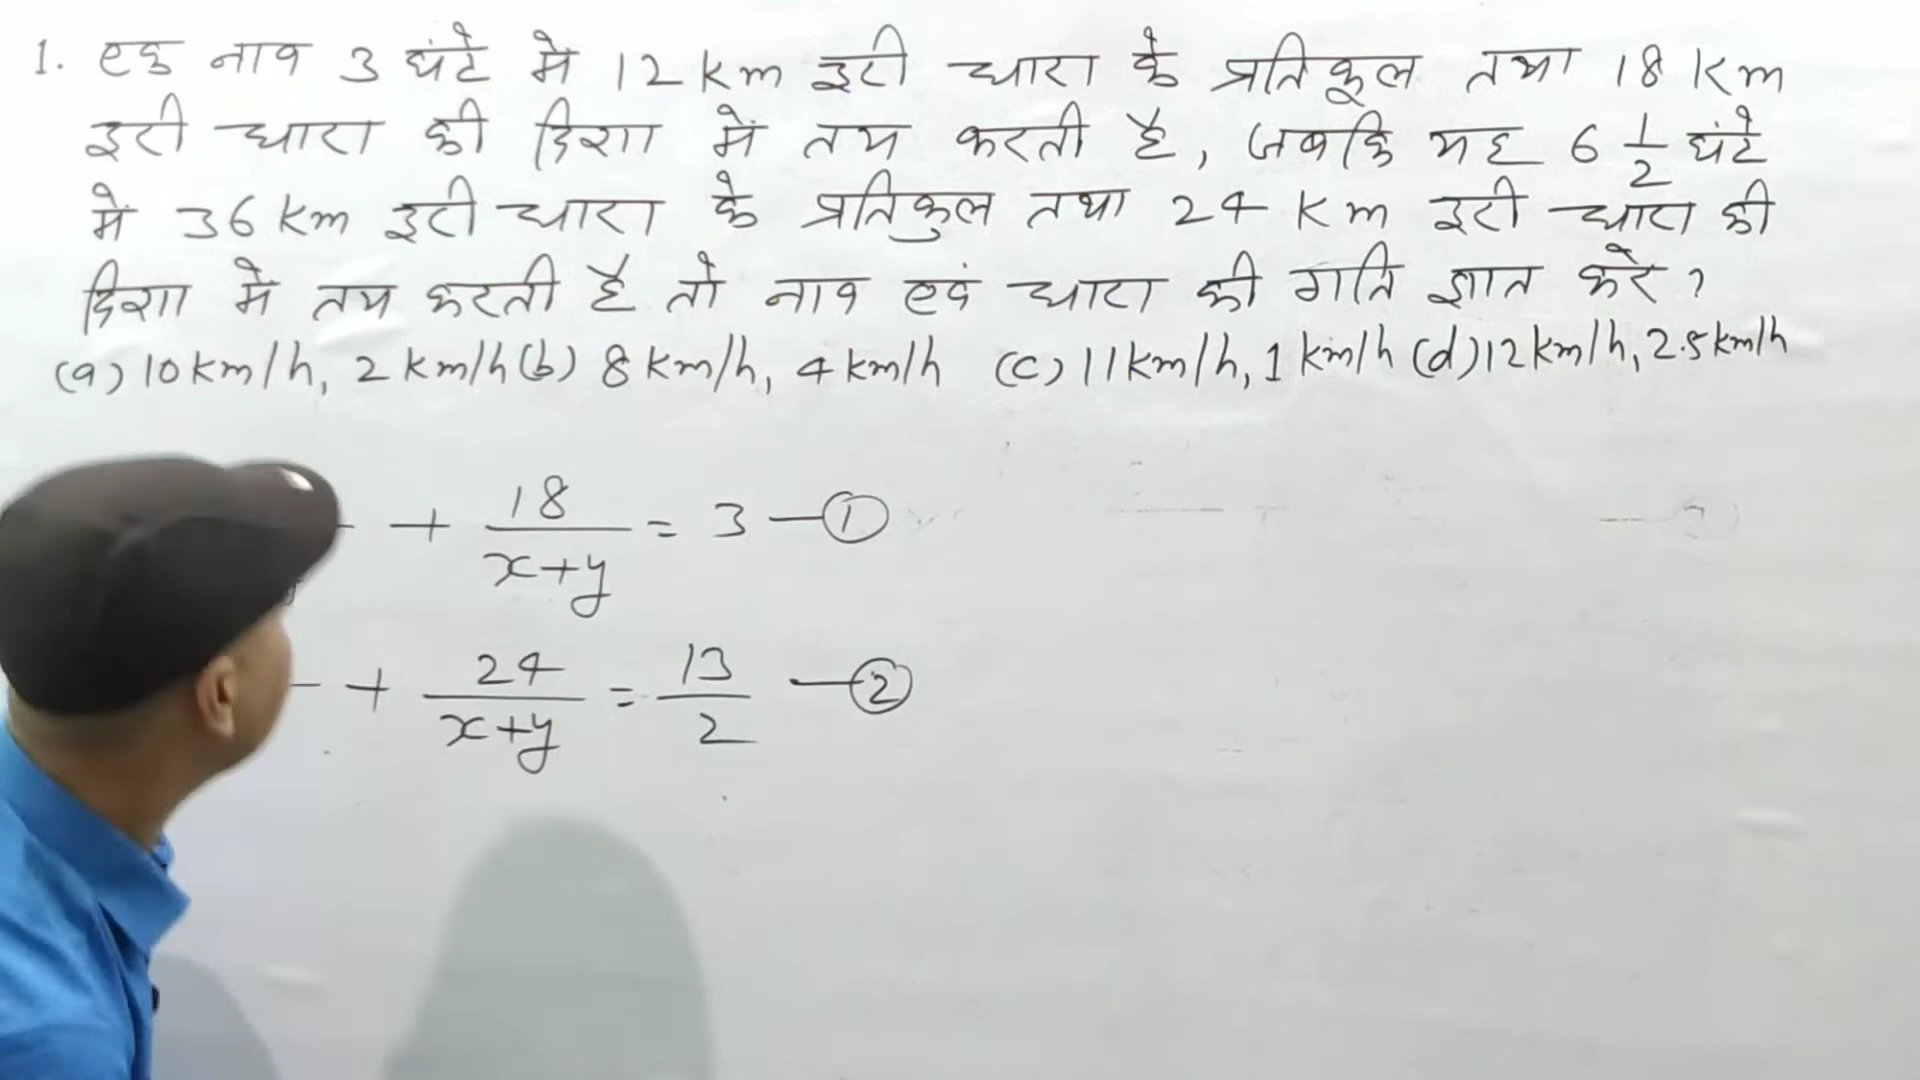 1. एक नाव 3 घंटे में 12 km दूरी धारा के प्रतिकूल तथा 18 km
दूरी धारा की दिशा में तय करती है, जबकि यह 6 1/2 घंटे
में 36 km दूरी धारा के प्रतिकुल तथा 24 km दूरी धारा की
दिशा में तय करती है तो नाव एवं धारा की गति ज्ञात करे?
(a) 10 km/h, 2 km/h (b) 8 km/h, 4 km/h (c) 11 km/h, 1 km/h (d) 12 km/h, 2.5 km/h
+ 18/(x+y) = 3 — ①
+ 24/(x+y) = 13/2 — ②